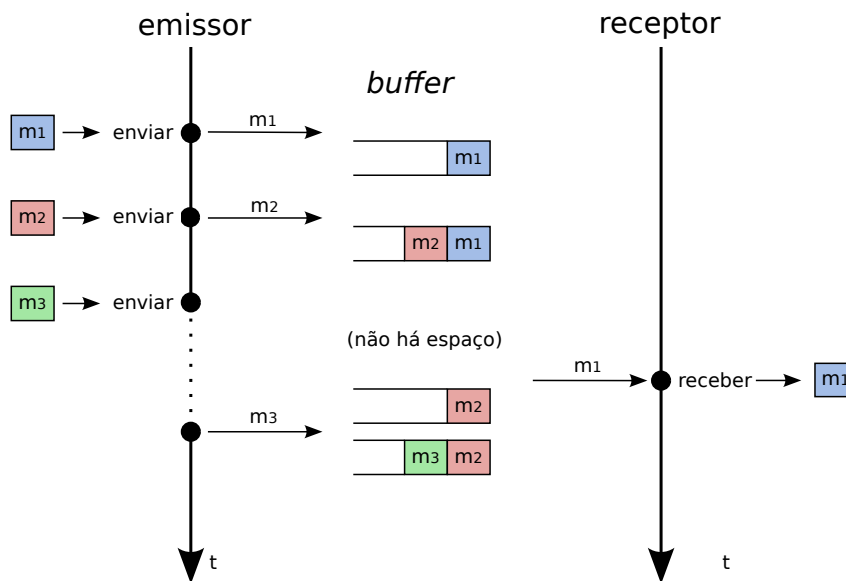 emissor
receptor
buffer
m1 enviar m1
m1
m2 enviar m2
m2 m1
m3 enviar
(não há espaço)
m1 receber m1
m2
m3
m3 m2
t
t